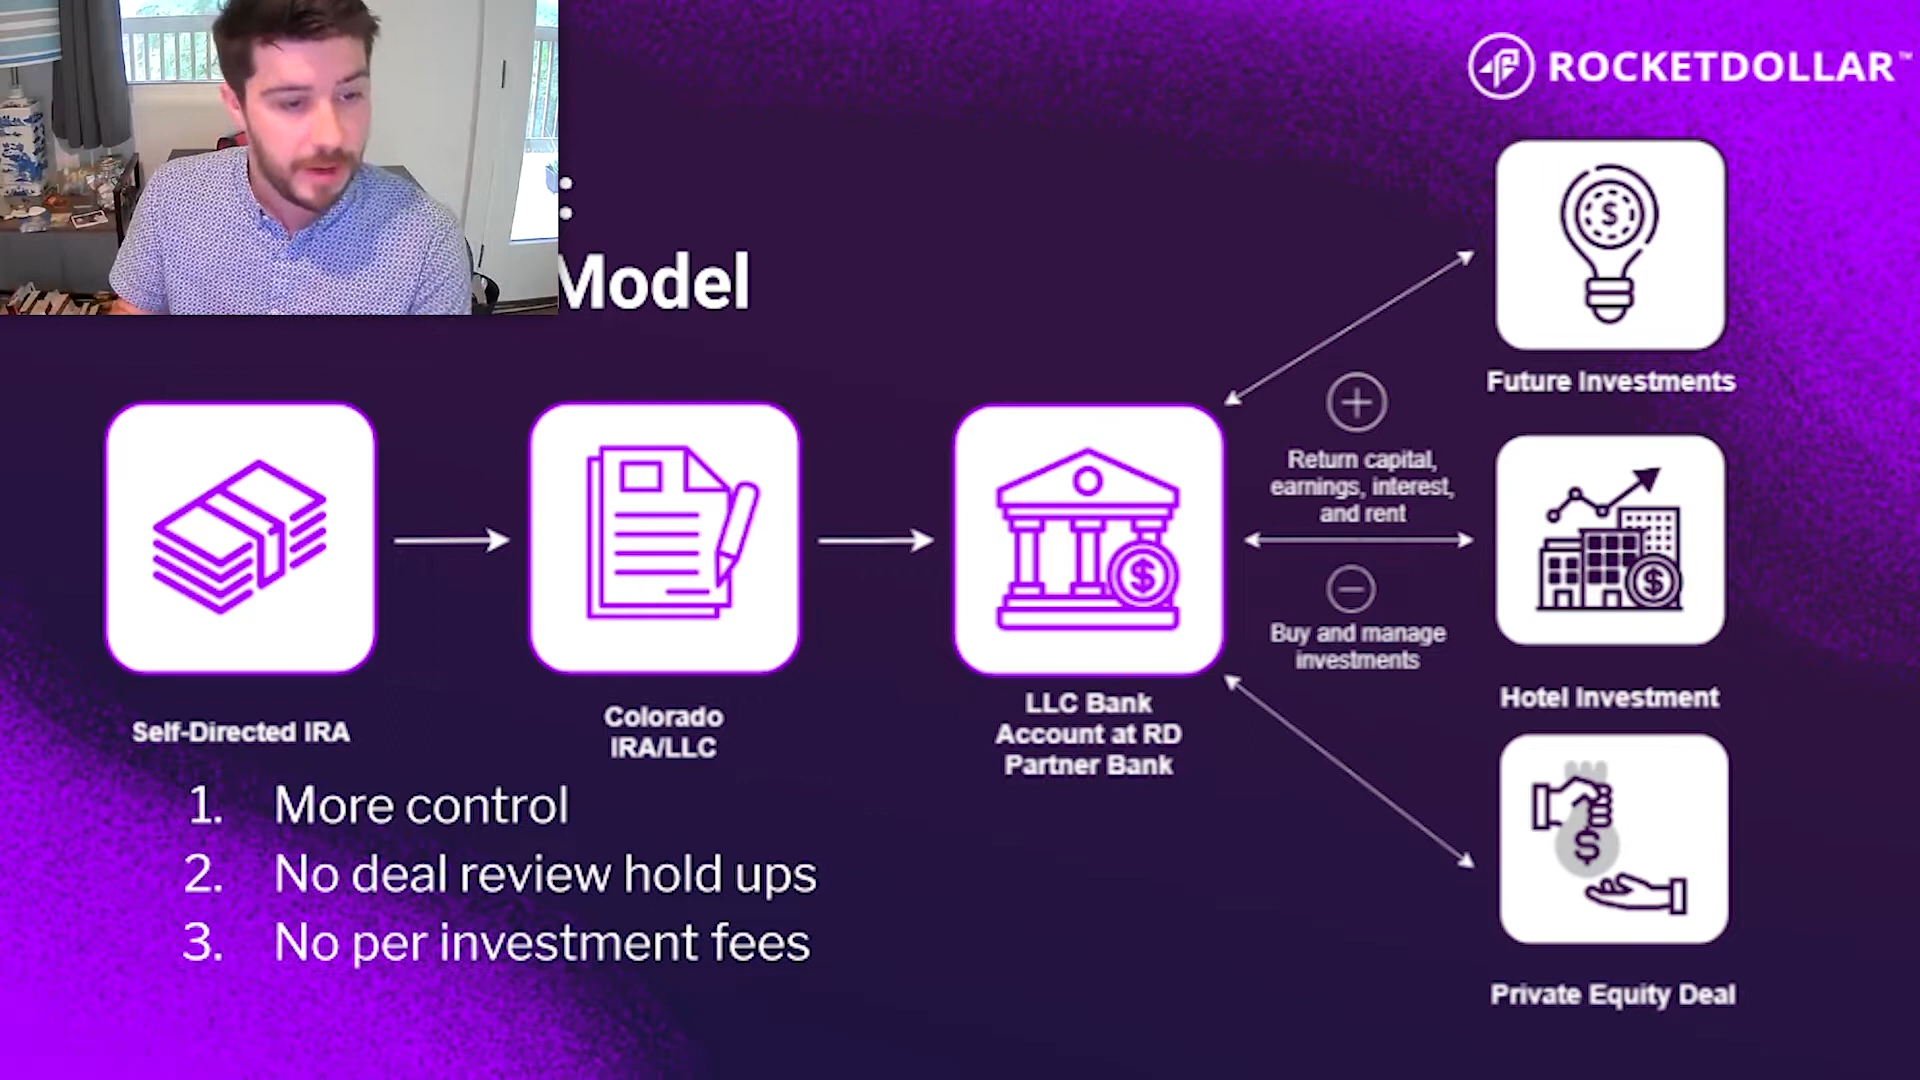 ROCKETDOLLAR™
:
Model
Future Investments
Return capital,
earnings, interest,
and rent
Buy and manage
investments
Hotel Investment
Self-Directed IRA
Colorado
IRA/LLC
LLC Bank
Account at RD
Partner Bank
1. More control
2. No deal review hold ups
3. No per investment fees
Private Equity Deal